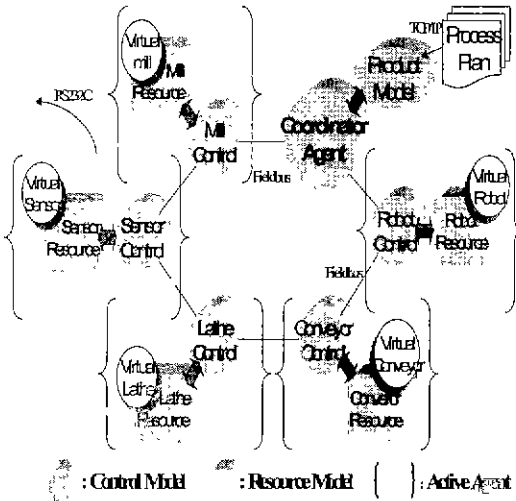 TCP/IP
Process
Plan
Product
Model
Virtual
mill
Mill
Resource
Mill
Control
Coordination
Agent
RS232C
Fieldbus
Virtual
Sensor
Sensor
Resource
Sensor
Control
Robot
Control
Virtual
Robot
Robot
Resource
Fieldbus
Lathe
Control
Virtual
Lathe
Lathe
Resource
Conveyor
Control
Virtual
Conveyor
Conveyor
Resource
: Control Model : Resource Model { } : Active Agent